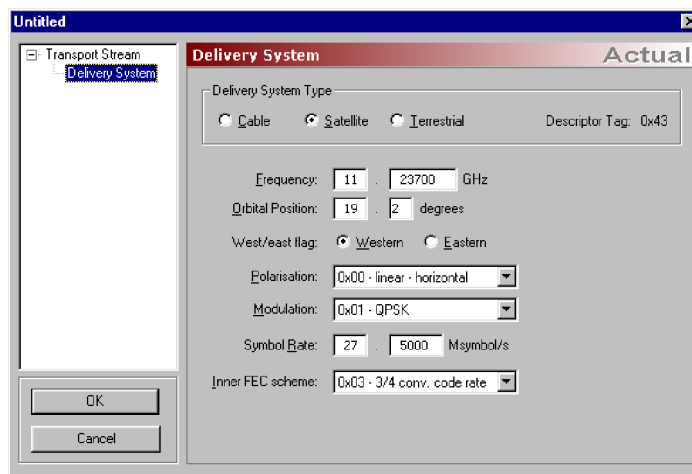 Untitled
Transport Stream
Delivery System
Delivery System
Actual
Delivery System Type
Cable Satellite Terrestrial Descriptor Tag: 0x43
Frequency: 11 . 23700 GHz
Orbital Position: 19 . 2 degrees
West/east flag: Western Eastern
Polarisation: 0x00 - linear - horizontal
Modulation: 0x01 - QPSK
Symbol Rate: 27 . 5000 Msymbol/s
Inner FEC scheme: 0x03 - 3/4 conv. code rate
OK
Cancel